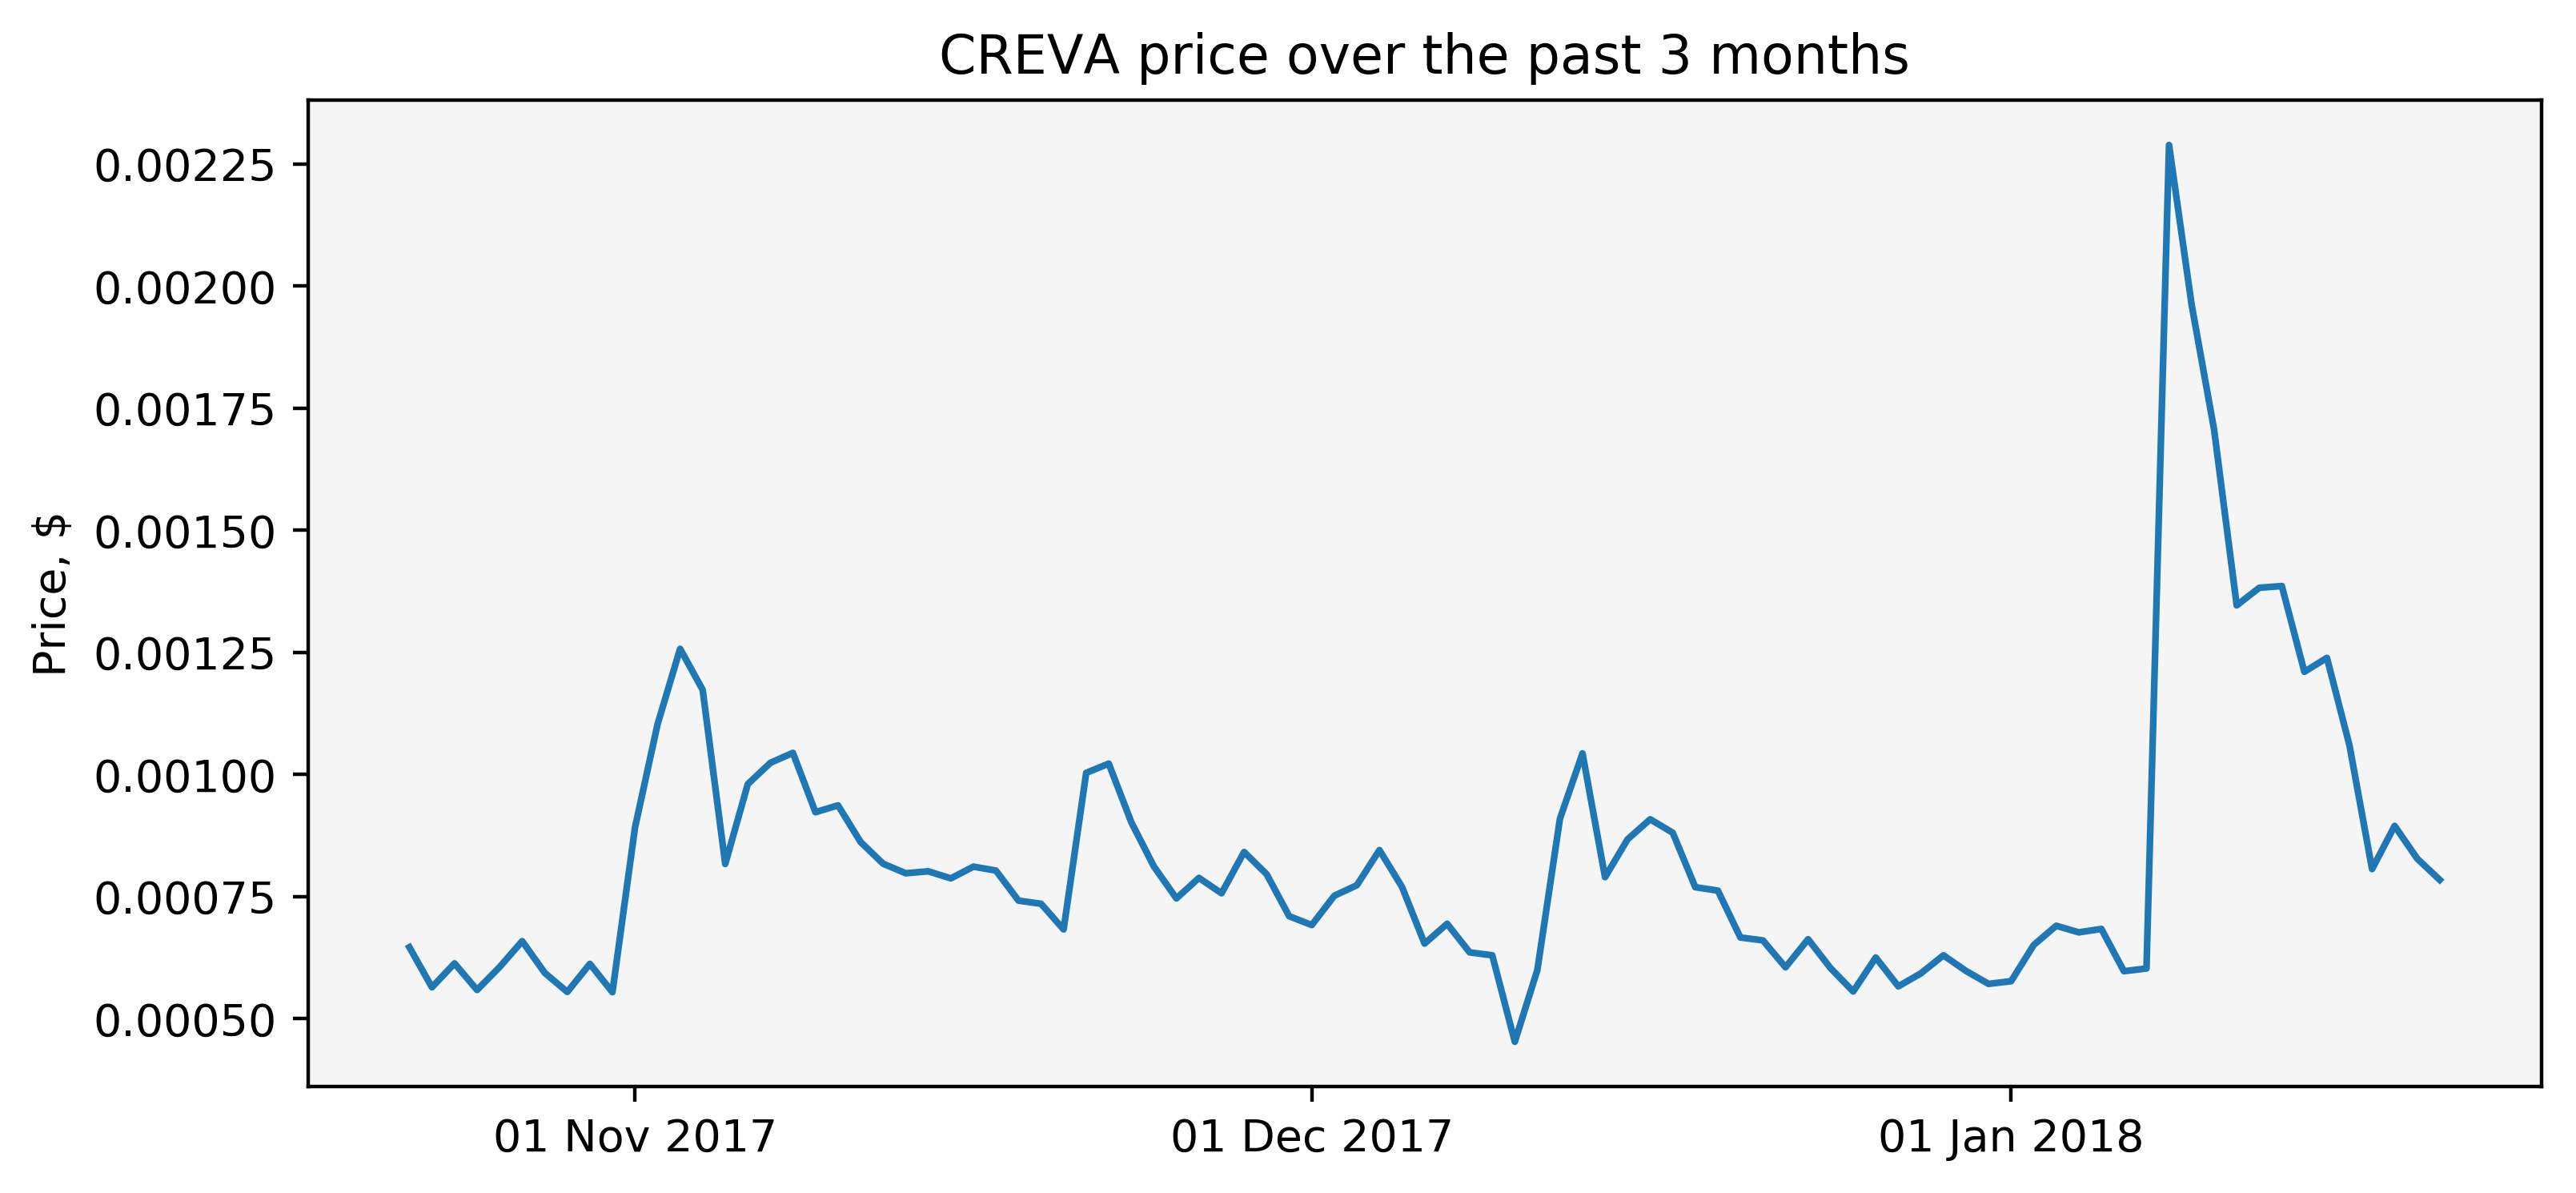 CREVA price over the past 3 months
Price, $
0.00225
0.00200
0.00175
0.00150
0.00125
0.00100
0.00075
0.00050
01 Nov 2017
01 Dec 2017
01 Jan 2018